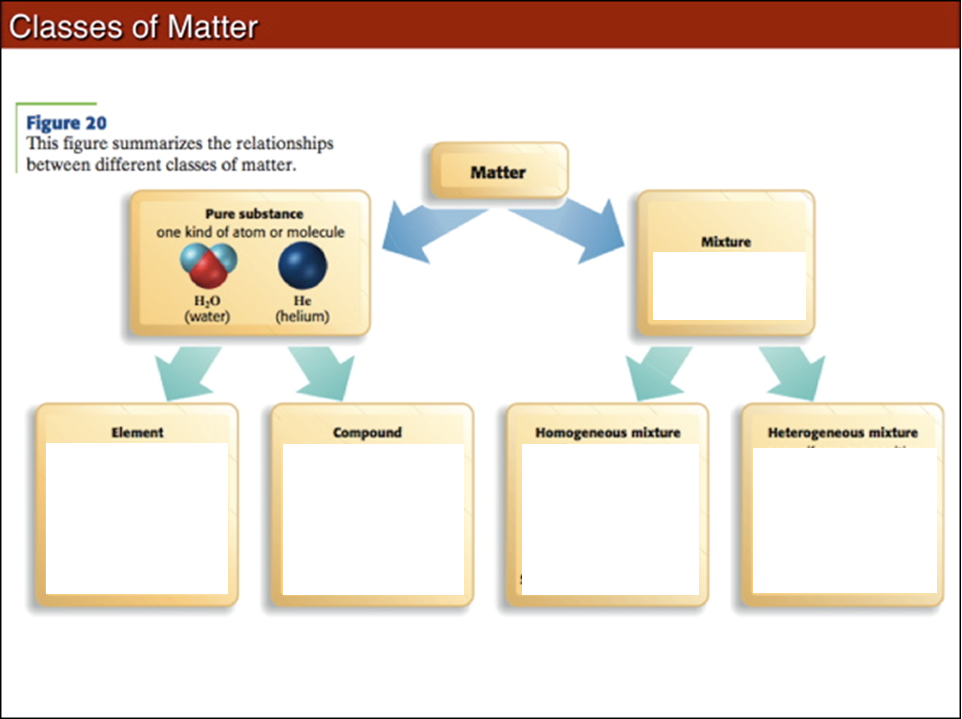 Classes of Matter
Figure 20
This figure summarizes the relationships
between different classes of matter.
Matter
Pure substance
one kind of atom or molecule
H₂O
(water)
He
(helium)
Mixture
Element
Compound
Homogeneous mixture
Heterogeneous mixture